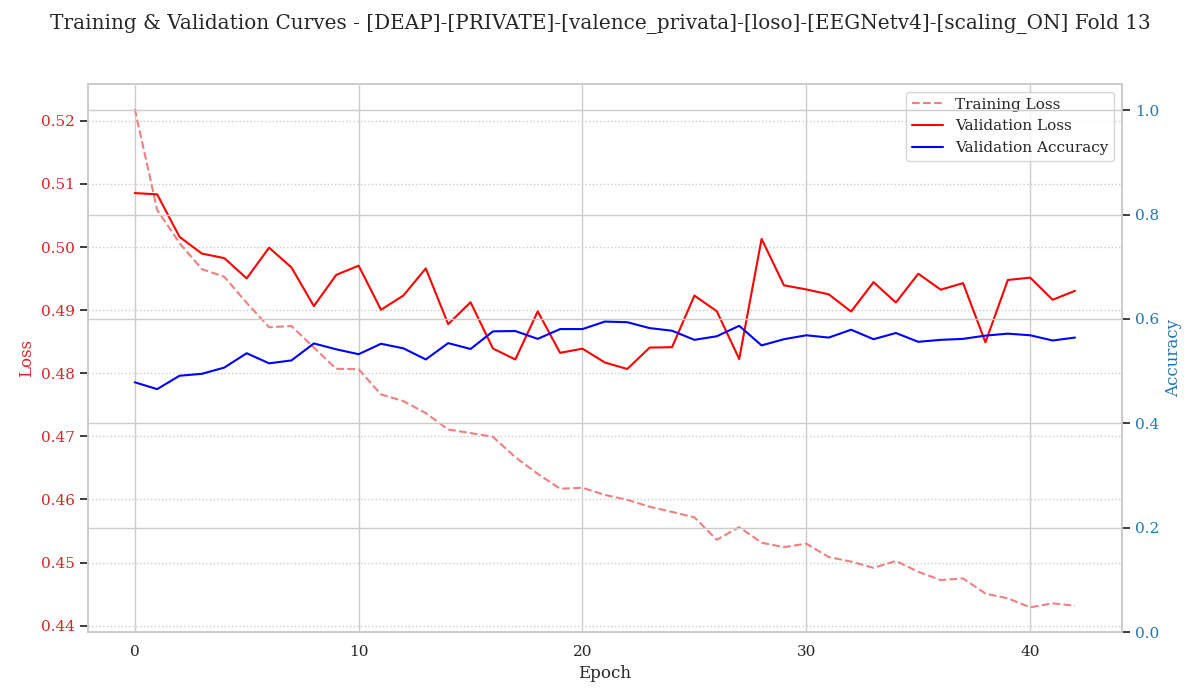 Training & Validation Curves - [DEAP]-[PRIVATE]-[valence_privata]-[loso]-[EEGNetv4]-[scaling_ON] Fold 13
Training Loss
Validation Loss
Validation Accuracy
0.52
0.51
0.50
0.49
0.48
0.47
0.46
0.45
0.44
Loss
1.0
0.8
0.6
0.4
0.2
0.0
Accuracy
0 10 20 30 40
Epoch